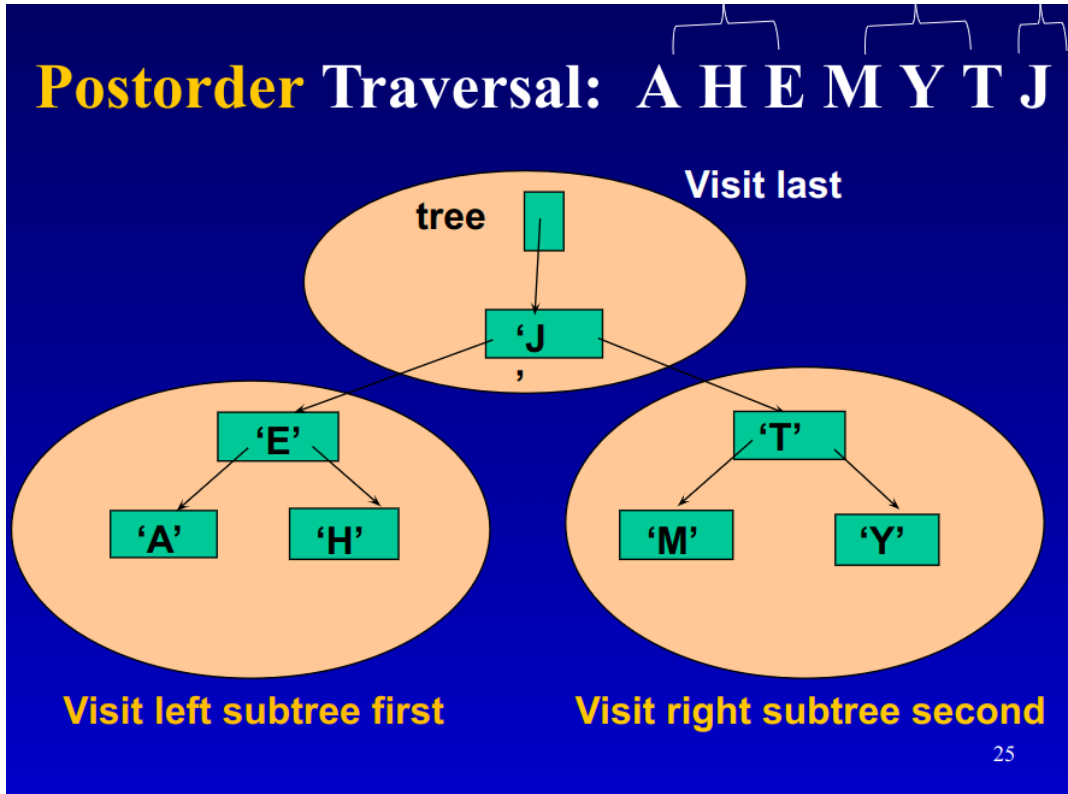 Postorder Traversal: A H E M Y T J
Visit last
tree
‘J
’
‘E’
‘T’
‘A’
‘H’
‘M’
‘Y’
Visit left subtree first
Visit right subtree second
25